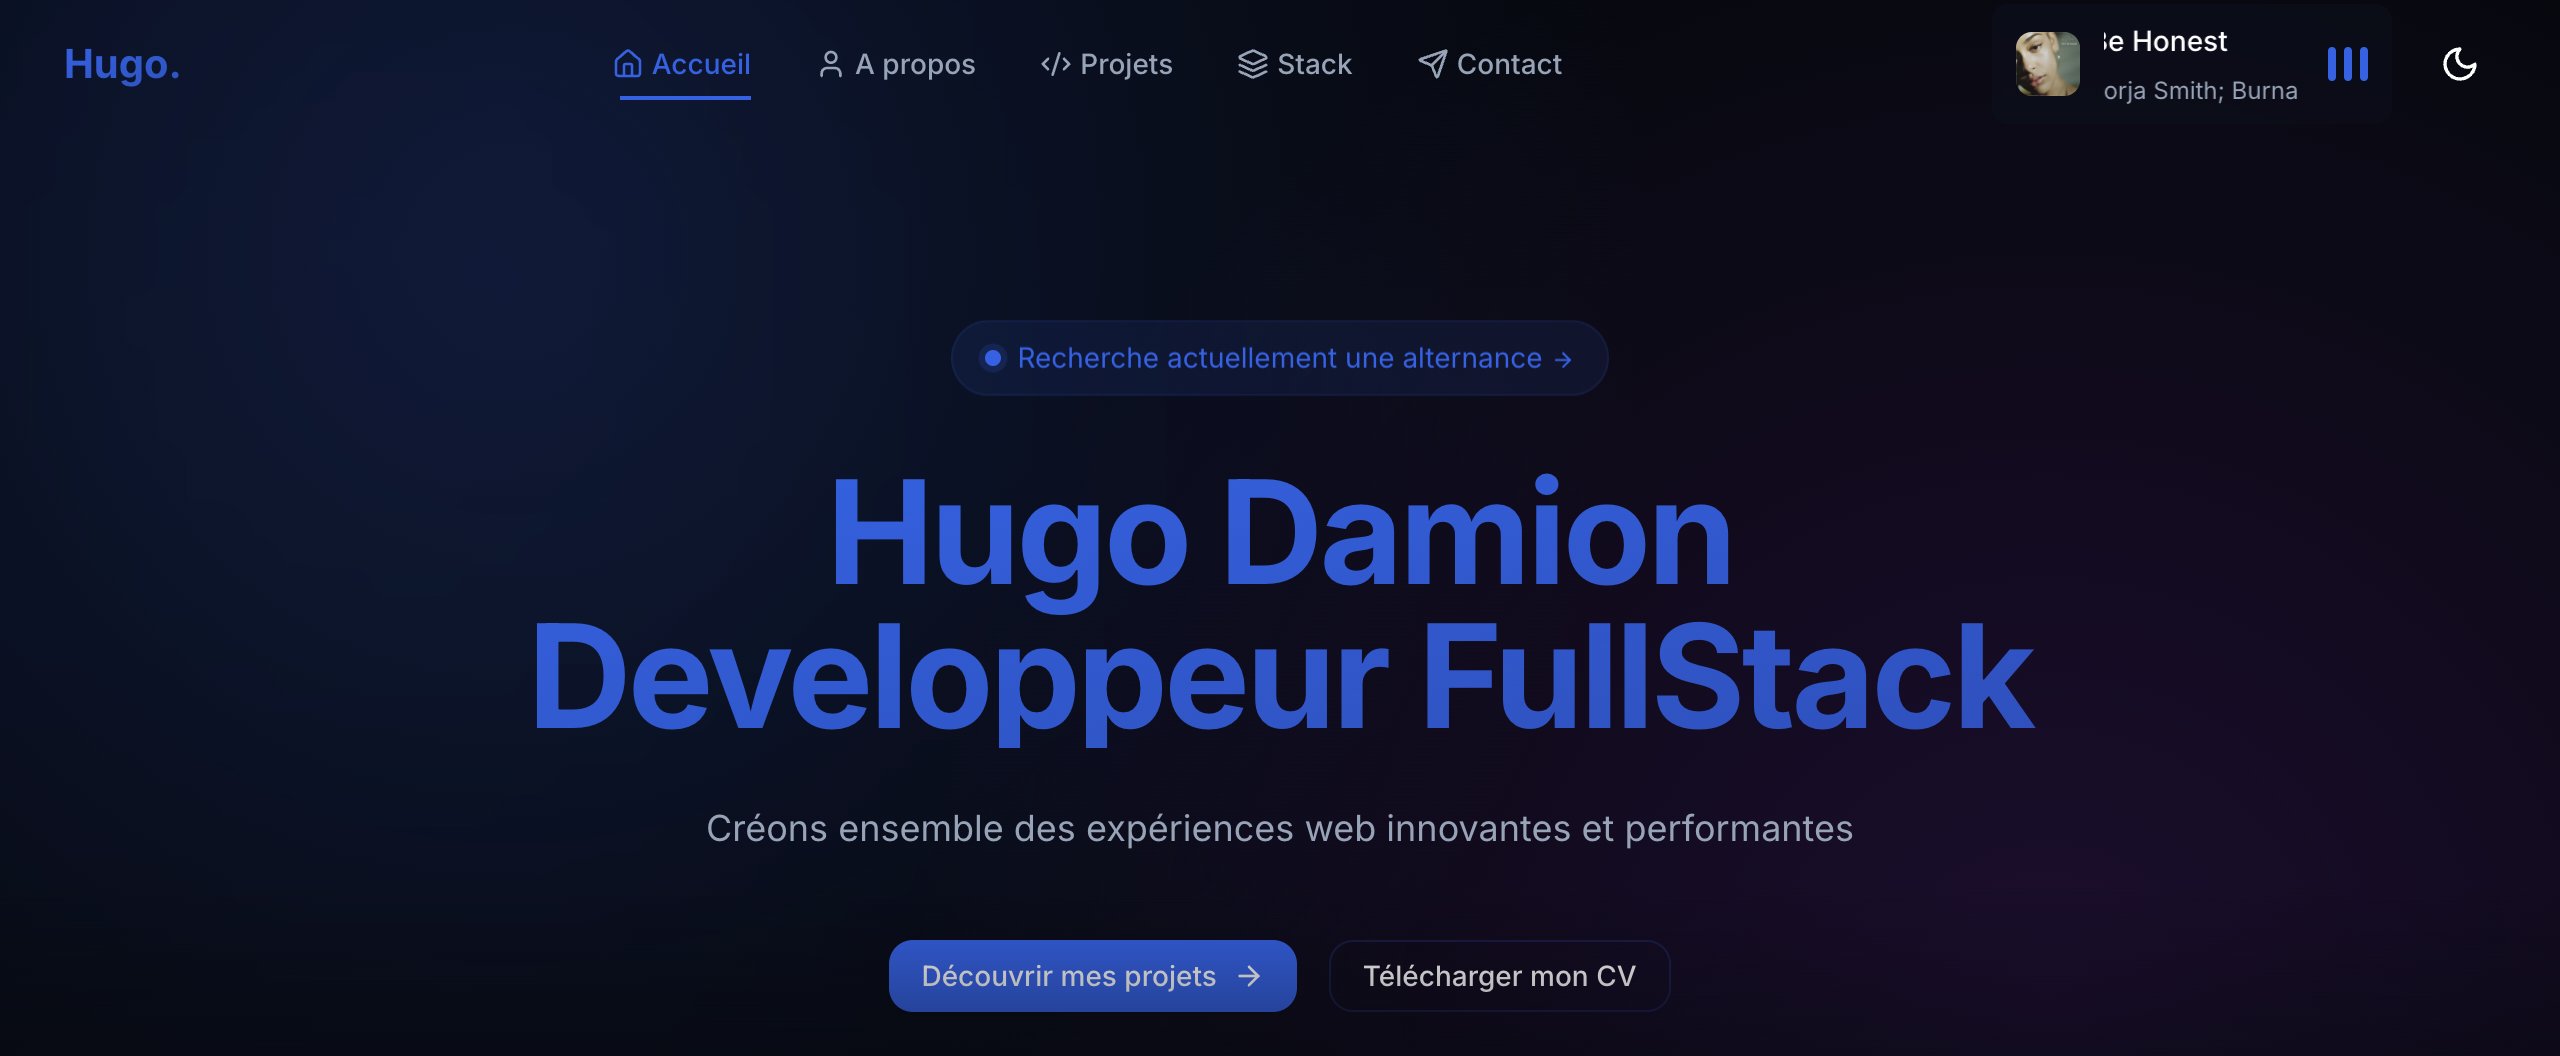 Hugo.
Accueil
A propos
Projets
Stack
Contact
Be Honest
orja Smith; Burna
Recherche actuellement une alternance →
Hugo Damion
Developpeur FullStack
Créons ensemble des expériences web innovantes et performantes
Découvrir mes projets →
Télécharger mon CV